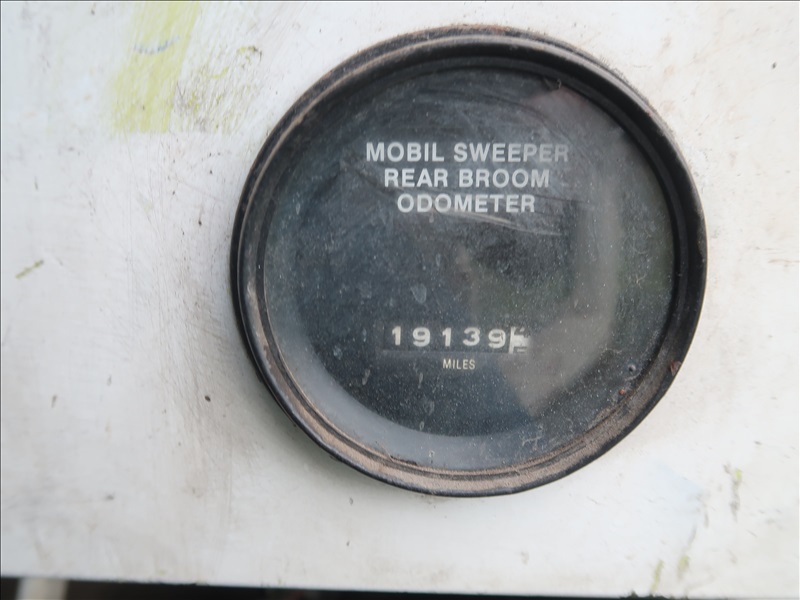 MOBIL SWEEPER
REAR BROOM
ODOMETER
19139
MILES